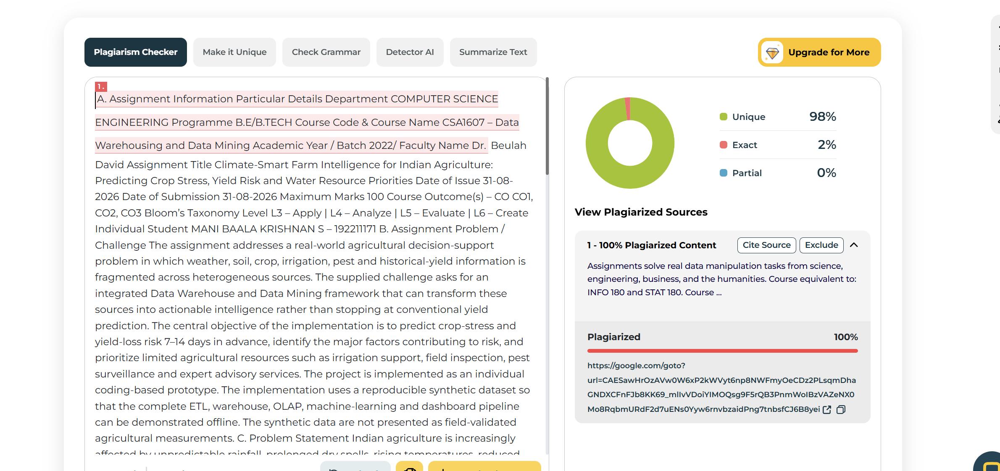 Plagiarism Checker
Make it Unique
Check Grammar
Detector AI
Summarize Text
Upgrade for More
1.
A. Assignment Information Particular Details Department COMPUTER SCIENCE
ENGINEERING Programme B.E/B.TECH Course Code & Course Name CSA1607 – Data
Warehousing and Data Mining Academic Year / Batch 2022/ Faculty Name Dr. Beulah
David Assignment Title Climate-Smart Farm Intelligence for Indian Agriculture:
Predicting Crop Stress, Yield Risk and Water Resource Priorities Date of Issue 31-08-
2026 Date of Submission 31-08-2026 Maximum Marks 100 Course Outcome(s) – CO CO1,
CO2, CO3 Bloom’s Taxonomy Level L3 – Apply | L4 – Analyze | L5 – Evaluate | L6 – Create
Individual Student MANI BAALA KRISHNAN S – 192211171 B. Assignment Problem /
Challenge The assignment addresses a real-world agricultural decision-support
problem in which weather, soil, crop, irrigation, pest and historical-yield information is
fragmented across heterogeneous sources. The supplied challenge asks for an
integrated Data Warehouse and Data Mining framework that can transform these
sources into actionable intelligence rather than stopping at conventional yield
prediction. The central objective of the implementation is to predict crop-stress and
yield-loss risk 7–14 days in advance, identify the major factors contributing to risk, and
prioritize limited agricultural resources such as irrigation support, field inspection, pest
surveillance and expert advisory services. The project is implemented as an individual
coding-based prototype. The implementation uses a reproducible synthetic dataset so
that the complete ETL, warehouse, OLAP, machine-learning and dashboard pipeline
can be demonstrated offline. The synthetic data are not presented as field-validated
agricultural measurements. C. Problem Statement Indian agriculture is increasingly
affected by unpredictable rainfall, prolonged dry spells, rising temperatures, reduced
Unique 98%
Exact 2%
Partial 0%
View Plagiarized Sources
1 - 100% Plagiarized Content
Cite Source
Exclude
Assignments solve real data manipulation tasks from science,
engineering, business, and the humanities. Course equivalent to:
INFO 180 and STAT 180. Course ...
Plagiarized 100%
https://google.com/goto?
url=CAESawHrOzAVw0W6xP2kWVyt6np8NWFmyOeCDz2PLsqmDha
GNDXCFnFJb8KK69_mlIvVDoiYIMOQsg9F5rQB3PnmWoIBzVAZeNX0
Mo8RqbmURdF2d7uENs0Yyw6rnvbzaidPng7tnbsfCJ6B8yei